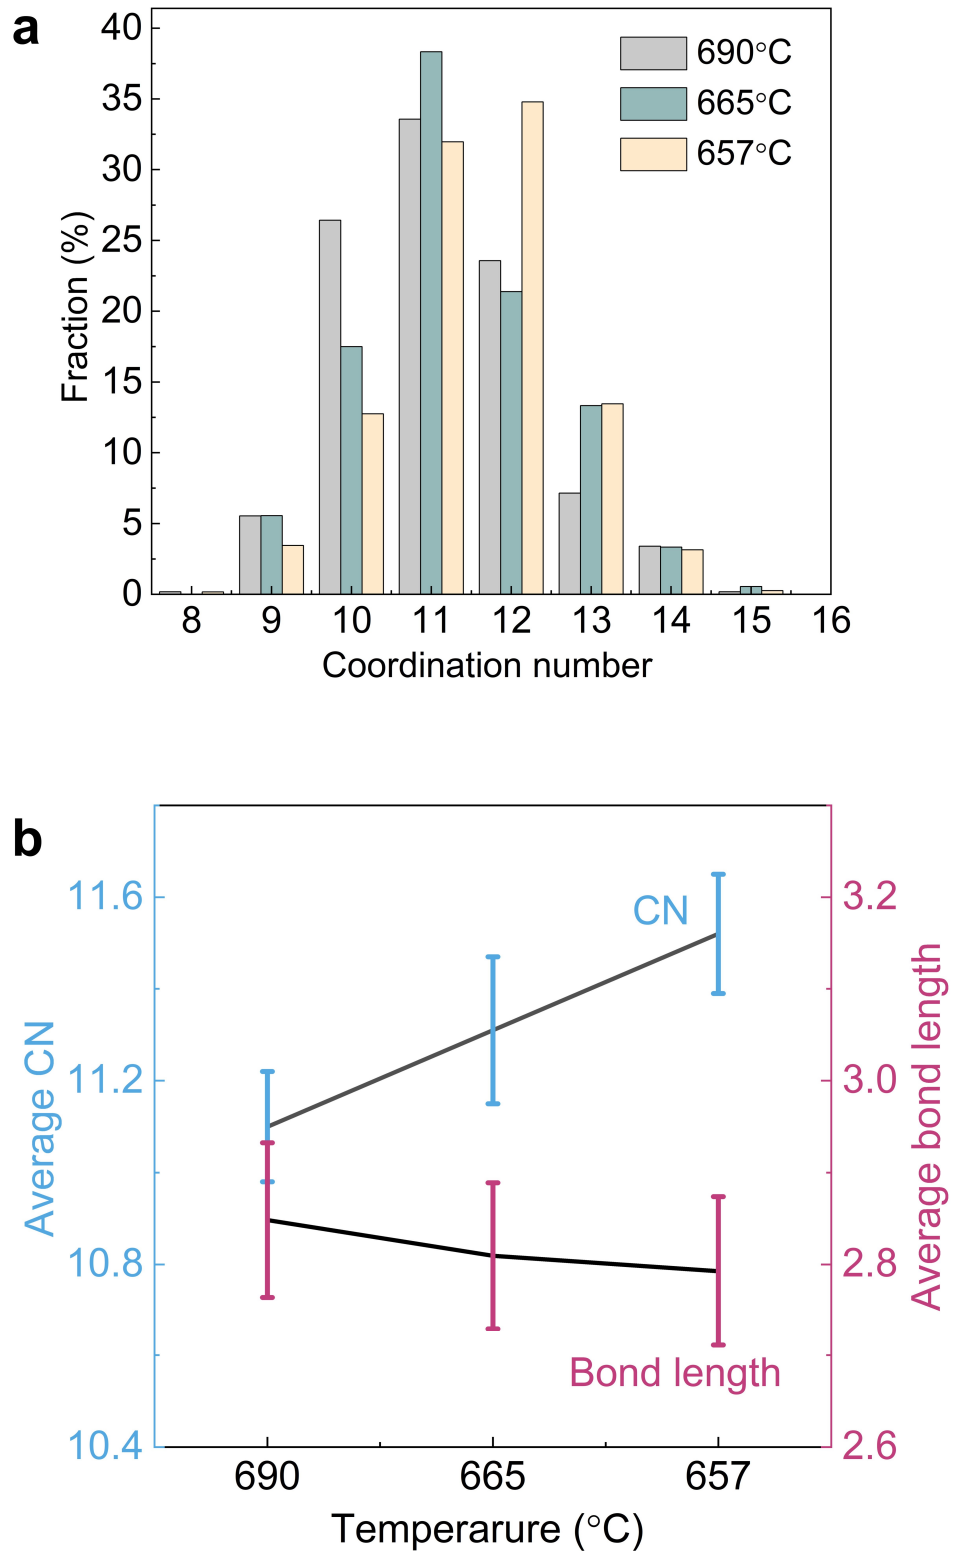 a
40
35
30
25
20
15
10
5
0
Fraction (%)
690°C
665°C
657°C
8 9 10 11 12 13 14 15 16
Coordination number
b
11.6
11.2
10.8
10.4
Average CN
CN
Bond length
3.2
3.0
2.8
2.6
Average bond length
690 665 657
Temperarure (°C)